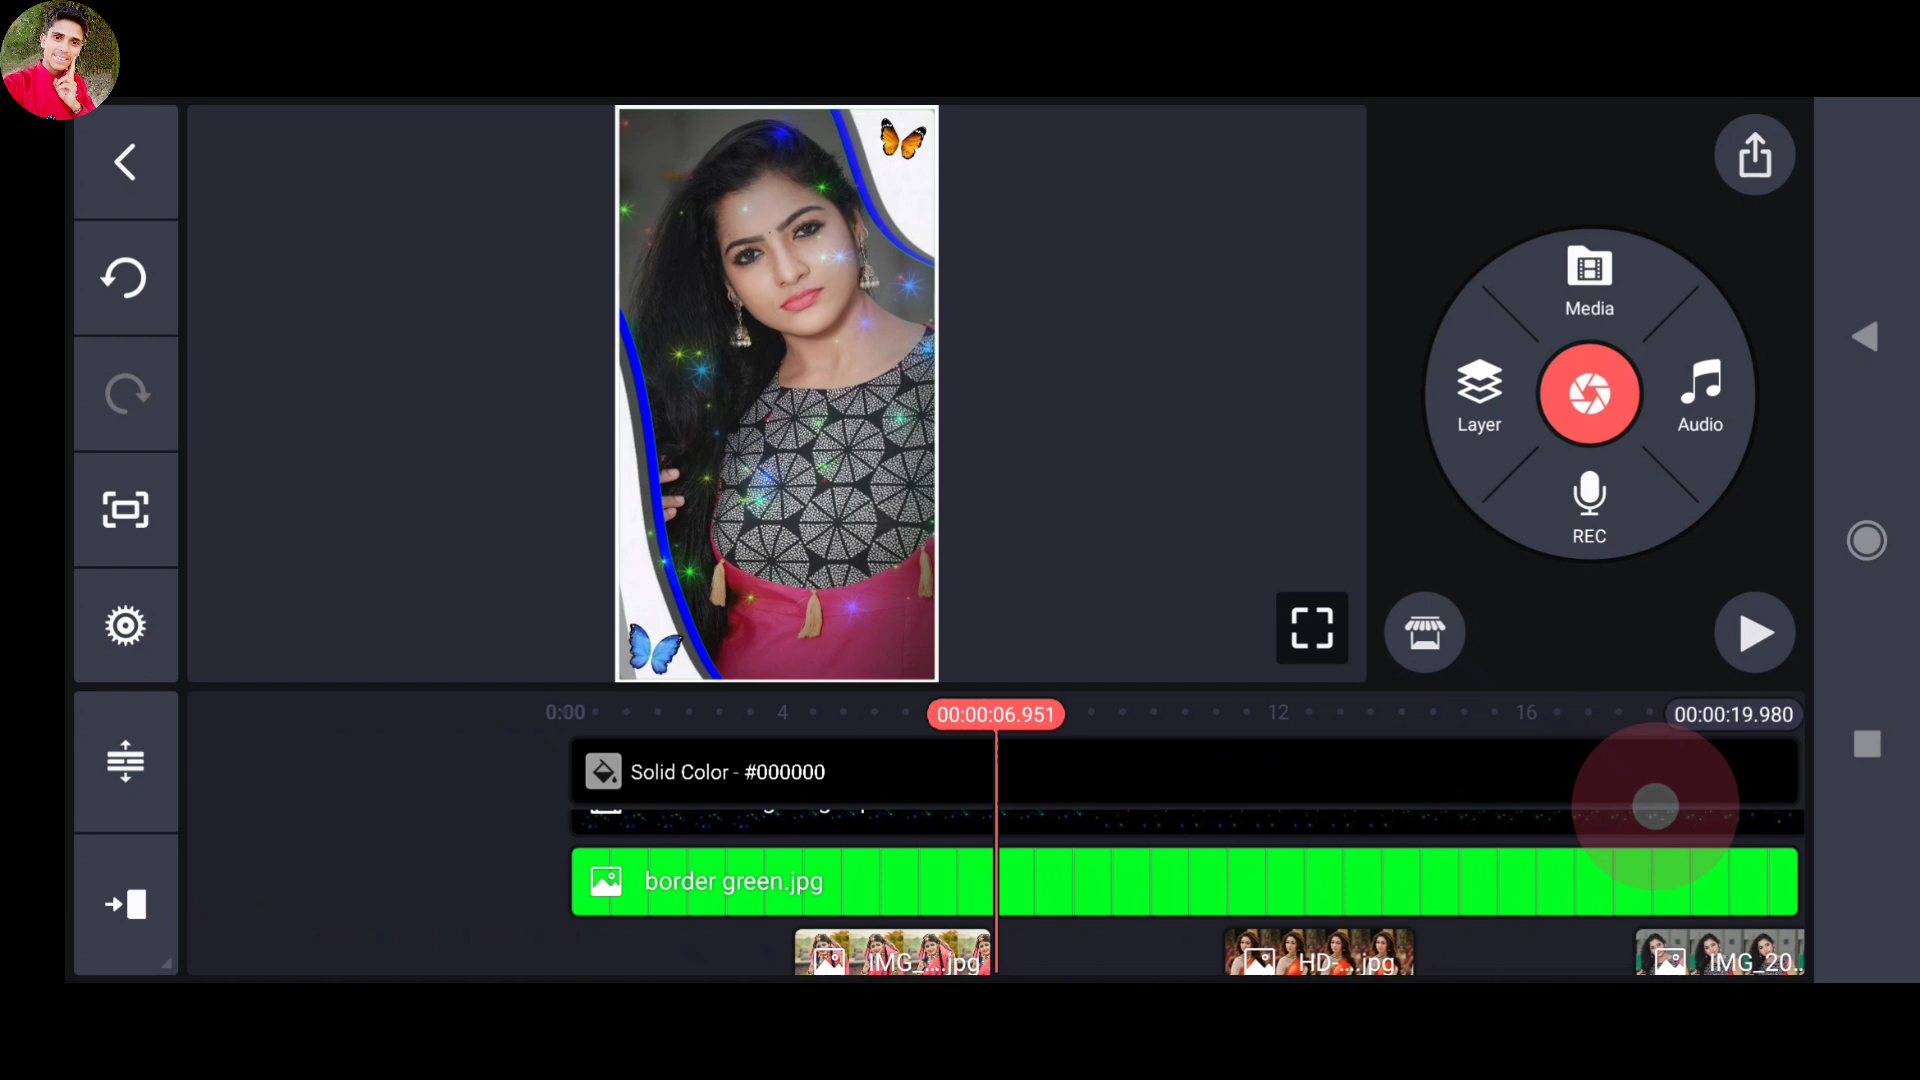 Media
Layer
Audio
REC
0:00
4
00:00:06.951
12
16
00:00:19.980
Solid Color - #000000
border green.jpg
IMG_....jpg
HD-...jpg
IMG_20..